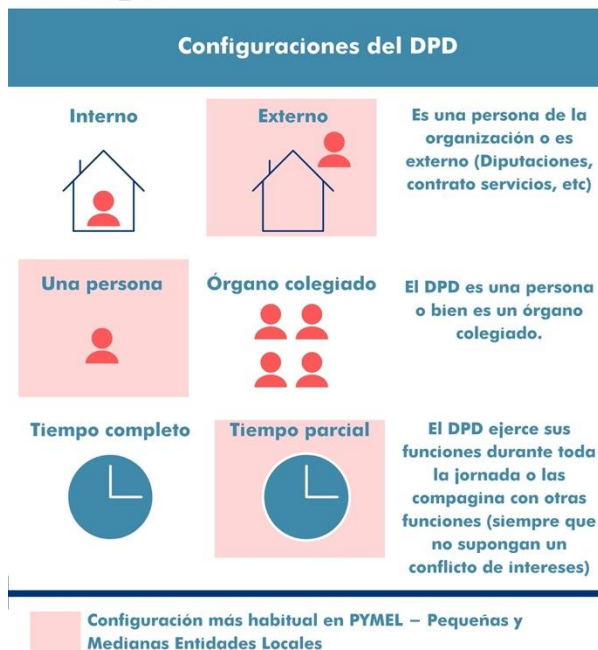 Configuraciones del DPD
Interno
Externo
Es una persona de la
organización o es
externo (Diputaciones,
contrato servicios, etc)
Una persona
Órgano colegiado
El DPD es una persona
o bien es un órgano
colegiado.
Tiempo completo
Tiempo parcial
El DPD ejerce sus
funciones durante toda
la jornada o las
compagina con otras
funciones (siempre que
no supongan un
conflicto de intereses)
Configuración más habitual en PYMEL – Pequeñas y
Medianas Entidades Locales